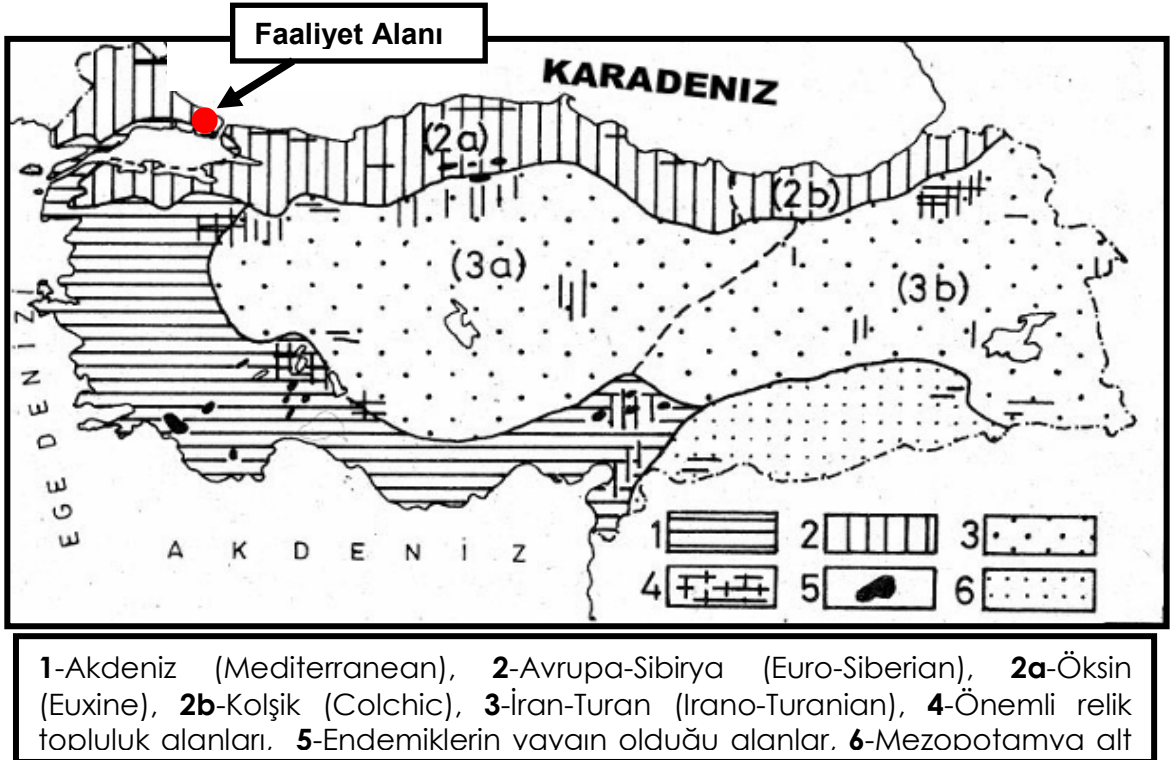 Faaliyet Alanı
KARADENIZ
(2a)
(2b)
(3a)
(3b)
EGE DENİZİ
AKDENİZ
1 2 3
4 5 6
1-Akdeniz (Mediterranean), 2-Avrupa-Sibirya (Euro-Siberian), 2a-Öksin
(Euxine), 2b-Kolşik (Colchic), 3-İran-Turan (Irano-Turanian), 4-Önemli relik
topluluk alanları, 5-Endemiklerin yaygın olduğu alanlar, 6-Mezopotamya alt